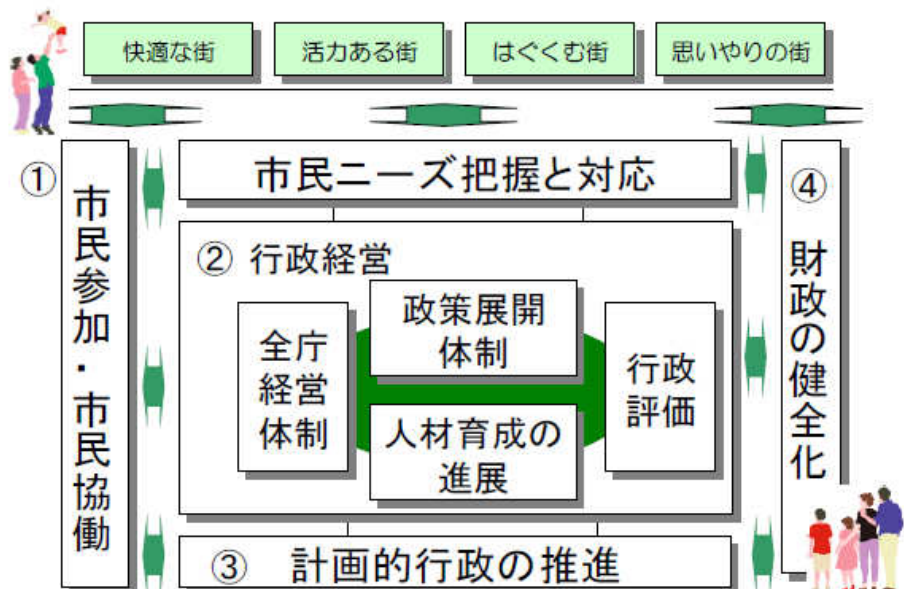 快適な街
活力ある街
はぐくむ街
思いやりの街
①
市民参加・市民協働
市民ニーズ把握と対応
② 行政経営
全庁
経営
体制
政策展開
体制
人材育成の
進展
行政
評価
③ 計画的行政の推進
④
財政の健全化